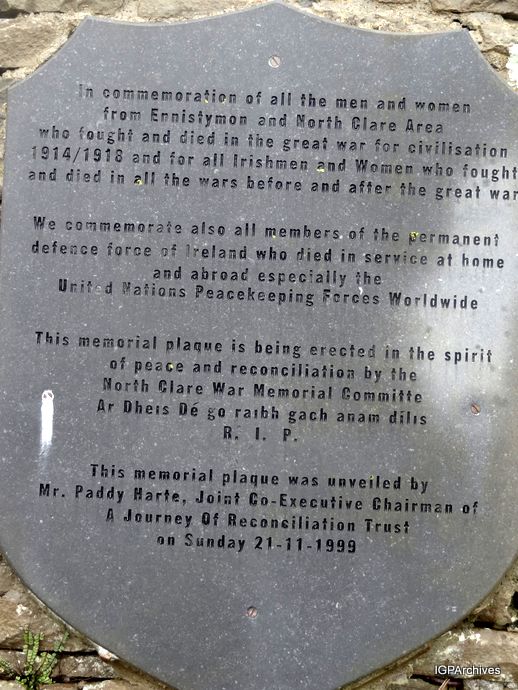 In commemoration of all the men and women
from Ennistymon and North Clare Area
who fought and died in the great war for civilisation
1914/1918 and for all Irishmen and Women who fought
and died in all the wars before and after the great war
We commemorate also all members of the permanent
defence force of Ireland who died in service at home
and abroad especially the
United Nations Peacekeeping Forces Worldwide
This memorial plaque is being erected in the spirit
of peace and reconciliation by the
North Clare War Memorial Committe
Ar Dheis Dé go raibh gach anam dilis
R. I. P.
This memorial plaque was unveiled by
Mr. Paddy Harte, Joint Co-Executive Chairman of
A Journey Of Reconciliation Trust
on Sunday 21-11-1999
IGPArchives